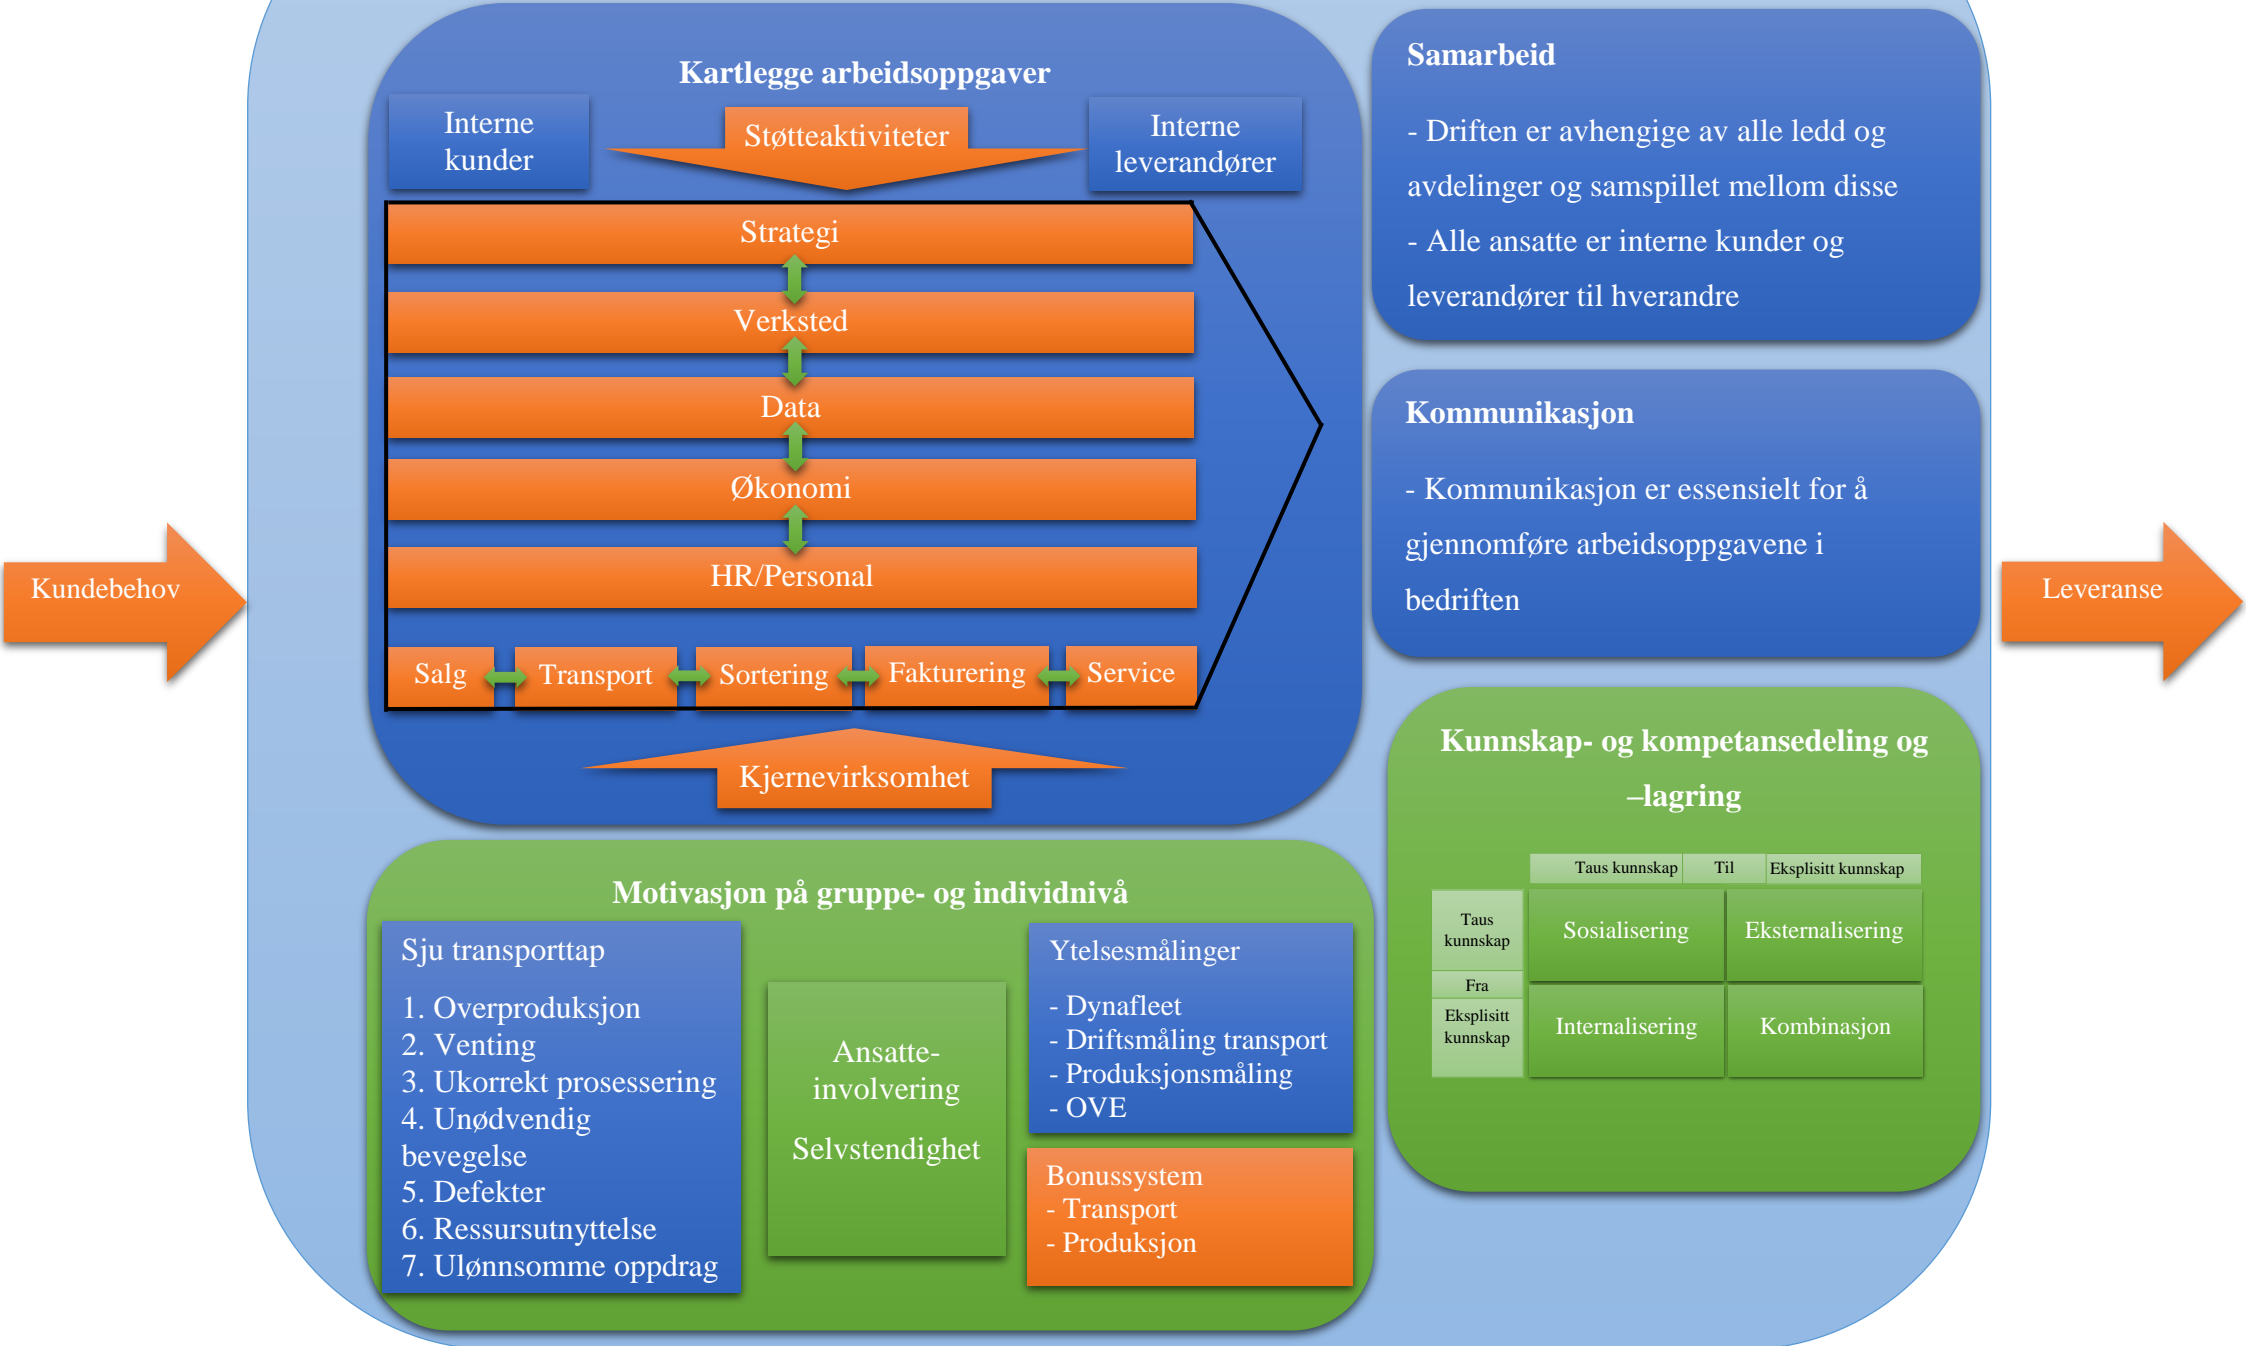 Kartlegge arbeidsoppgaver
Interne
kunder
Støtteaktiviteter
Interne
leverandører
Strategi
Verksted
Data
Økonomi
HR/Personal
Salg
Transport
Sortering
Fakturering
Service
Kjernevirksomhet
Kundebehov
Samarbeid
- Driften er avhengige av alle ledd og
avdelinger og samspillet mellom disse
- Alle ansatte er interne kunder og
leverandører til hverandre
Kommunikasjon
- Kommunikasjon er essensielt for å
gjennomføre arbeidsoppgavene i
bedriften
Leveranse
Motivasjon på gruppe- og individnivå
Sju transporttap
1. Overproduksjon
2. Venting
3. Ukorrekt prosessering
4. Unødvendig
bevegelse
5. Defekter
6. Ressursutnyttelse
7. Ulønnsomme oppdrag
Ansatte-
involvering
Selvstendighet
Ytelsesmålinger
- Dynafleet
- Driftsmåling transport
- Produksjonsmåling
- OVE
Bonussystem
- Transport
- Produksjon
Kunnskap- og kompetansedeling og
–lagring
Taus kunnskap
Til
Eksplisitt kunnskap
Taus
kunnskap
Sosialisering
Eksternalisering
Fra
Eksplisitt
kunnskap
Internalisering
Kombinasjon